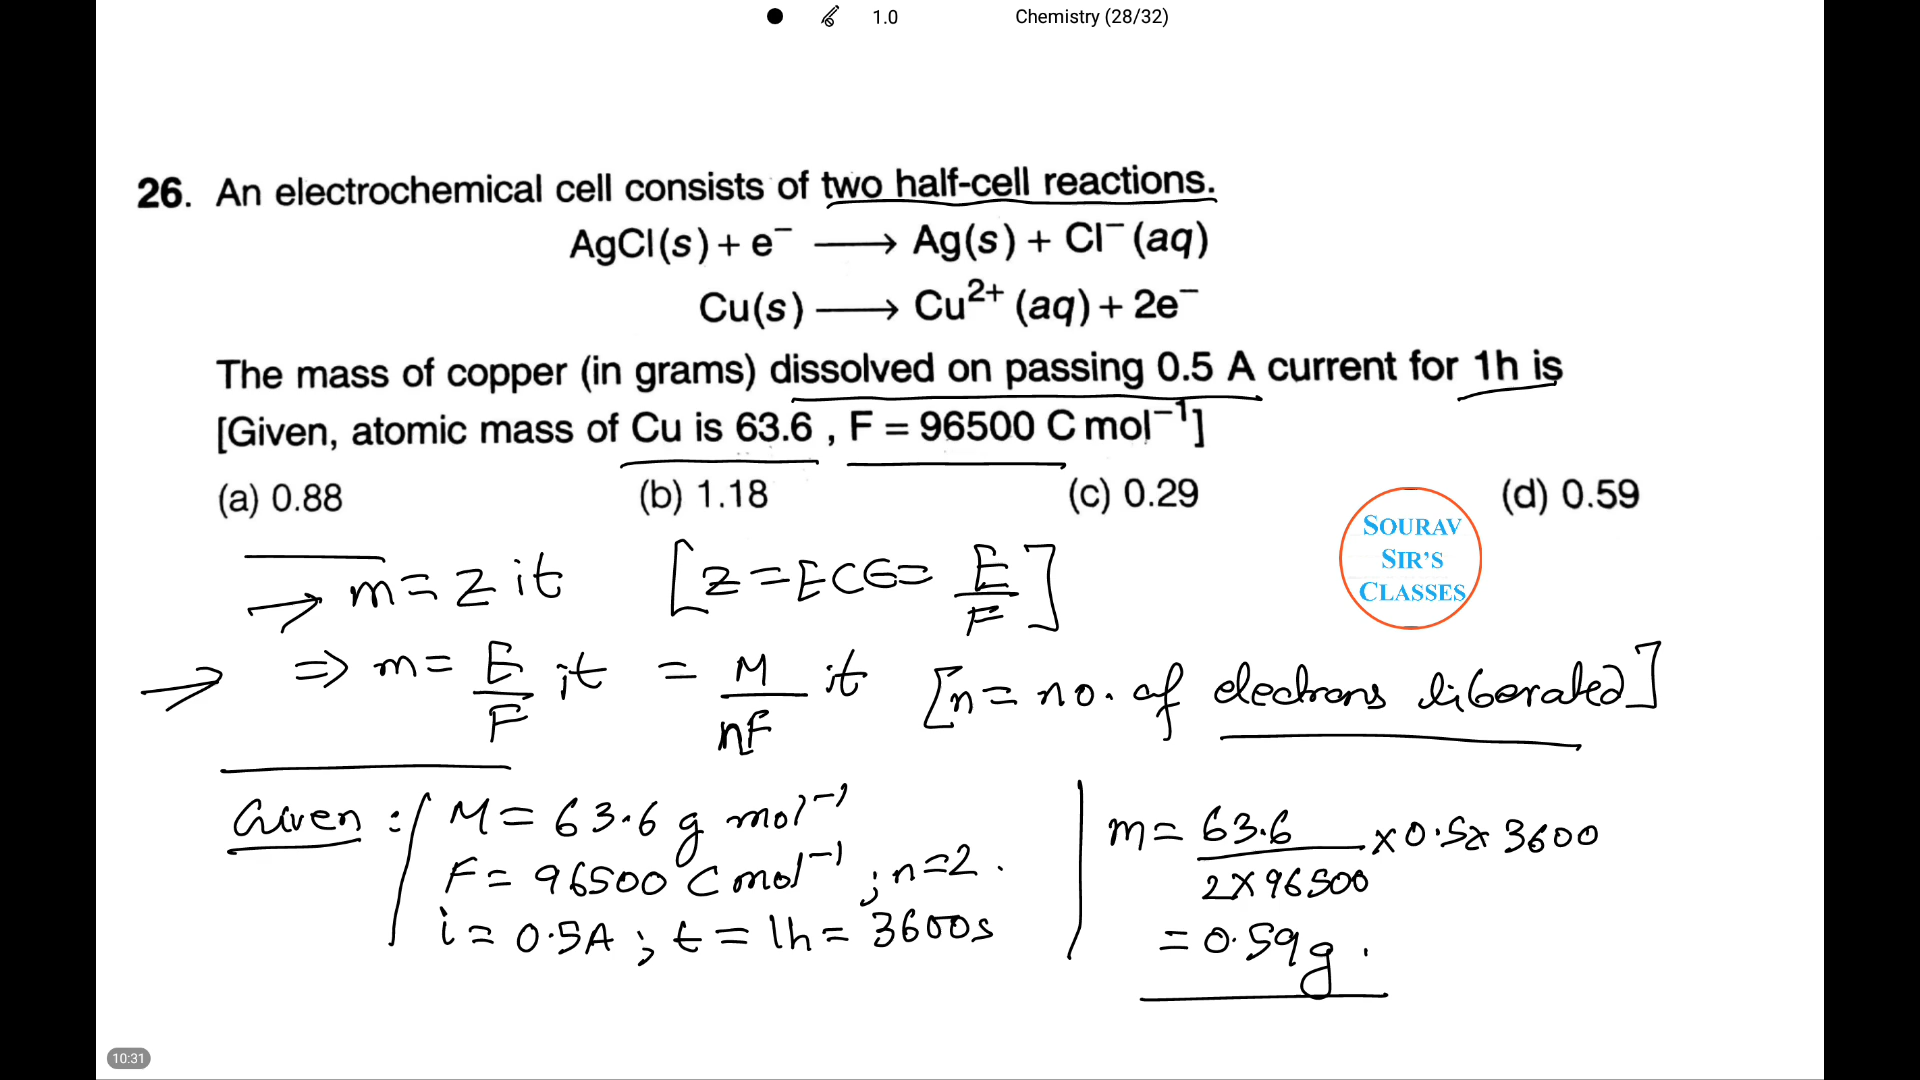 1.0 Chemistry (28/32)
26. An electrochemical cell consists of two half-cell reactions.
AgCl(s) + e⁻ ⟶ Ag(s) + Cl⁻ (aq)
Cu(s) ⟶ Cu²⁺ (aq) + 2e⁻
The mass of copper (in grams) dissolved on passing 0.5 A current for 1h is
[Given, atomic mass of Cu is 63.6 , F = 96500 C mol⁻¹]
(a) 0.88 (b) 1.18 (c) 0.29 (d) 0.59
SOURAV
SIR'S
CLASSES
→ m = z it [z = ECE = E/F]
→ ⇒ m = E/F it = M/nF it [n = no. of electrons liberated]
Given : M = 63.6 g mol⁻¹
F = 96500 C mol⁻¹ ; n = 2.
i = 0.5A ; t = 1h = 3600s
m = 63.6/2×96500 × 0.5 × 3600
= 0.59g.
10:31